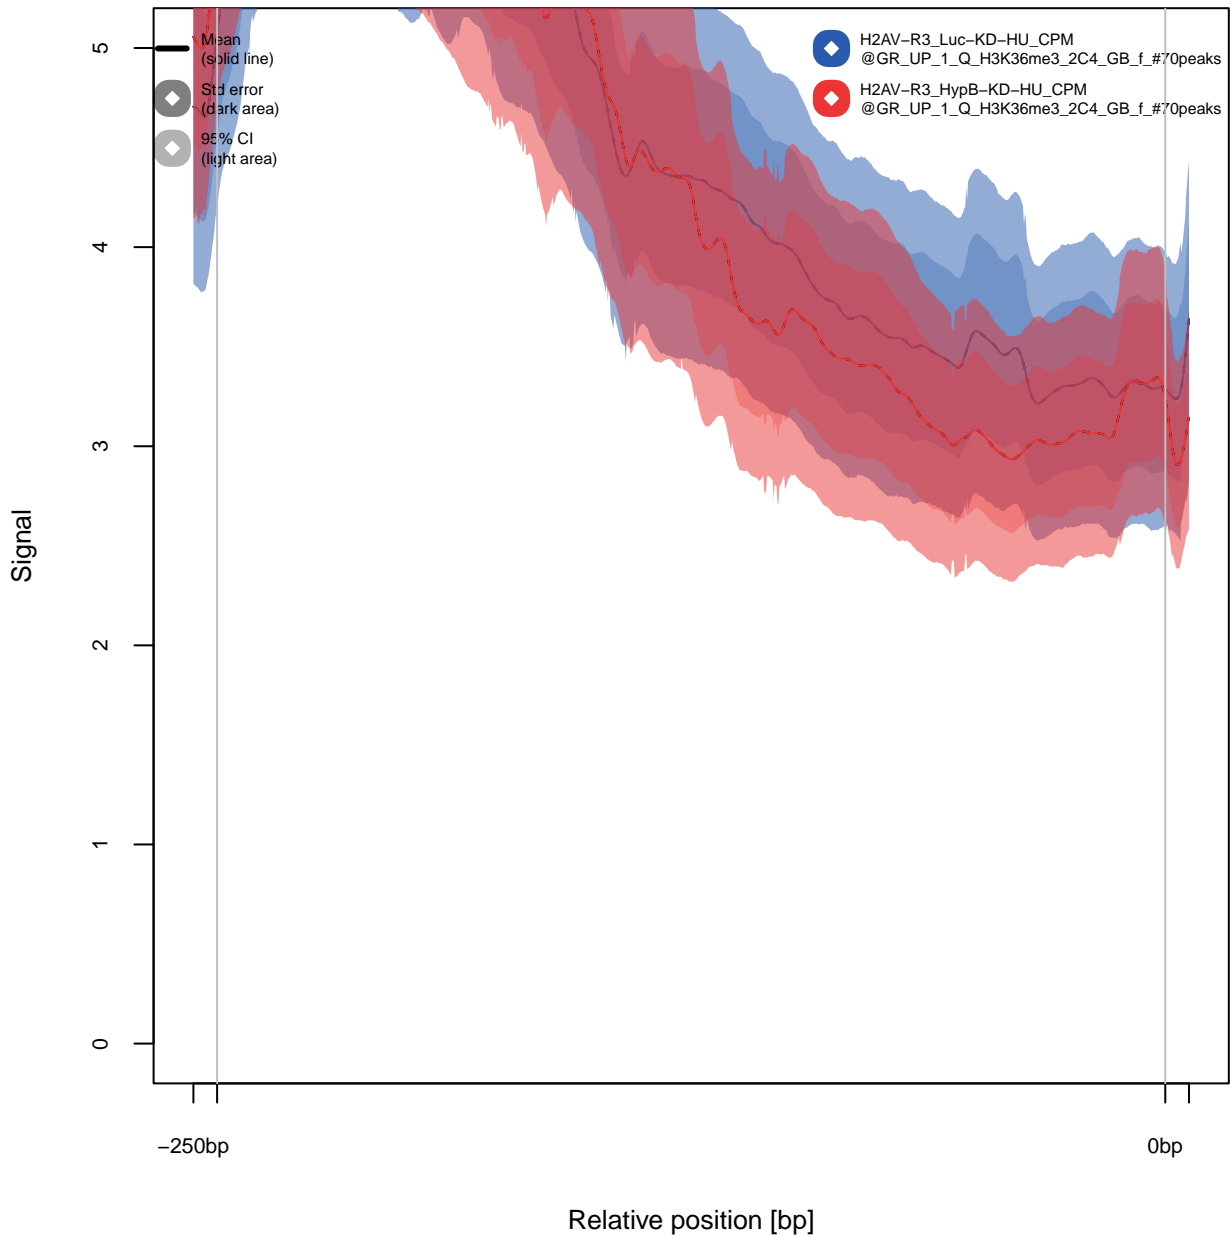 Mean
(solid line)
Std error
(dark area)
95% CI
(light area)
H2AV−R3_Luc−KD−HU_CPM
@GR_UP_1_Q_H3K36me3_2C4_GB_f_#70peaks
H2AV−R3_HypB−KD−HU_CPM
@GR_UP_1_Q_H3K36me3_2C4_GB_f_#70peaks
5
4
3
2
1
0
Signal
−250bp
0bp
Relative position [bp]